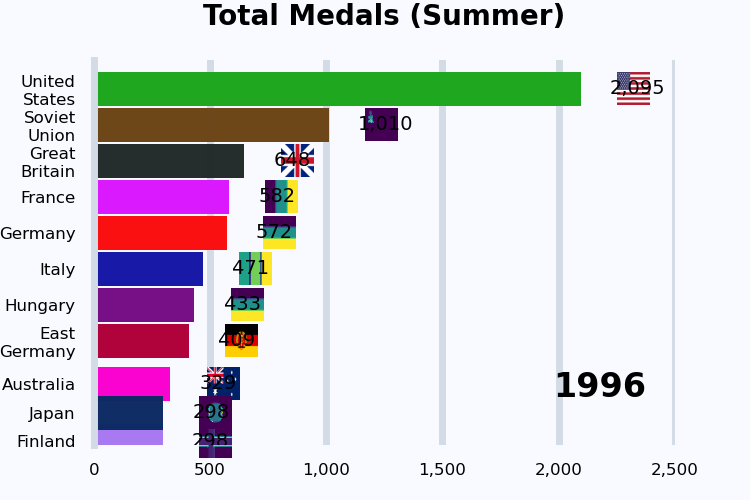 Total Medals (Summer)
United
States
2,095
Soviet
Union
1,010
Great
Britain
648
France
582
Germany
572
Italy
471
Hungary
433
East
Germany
409
Australia
329
1996
Japan
298
Finland
298
0 500 1,000 1,500 2,000 2,500